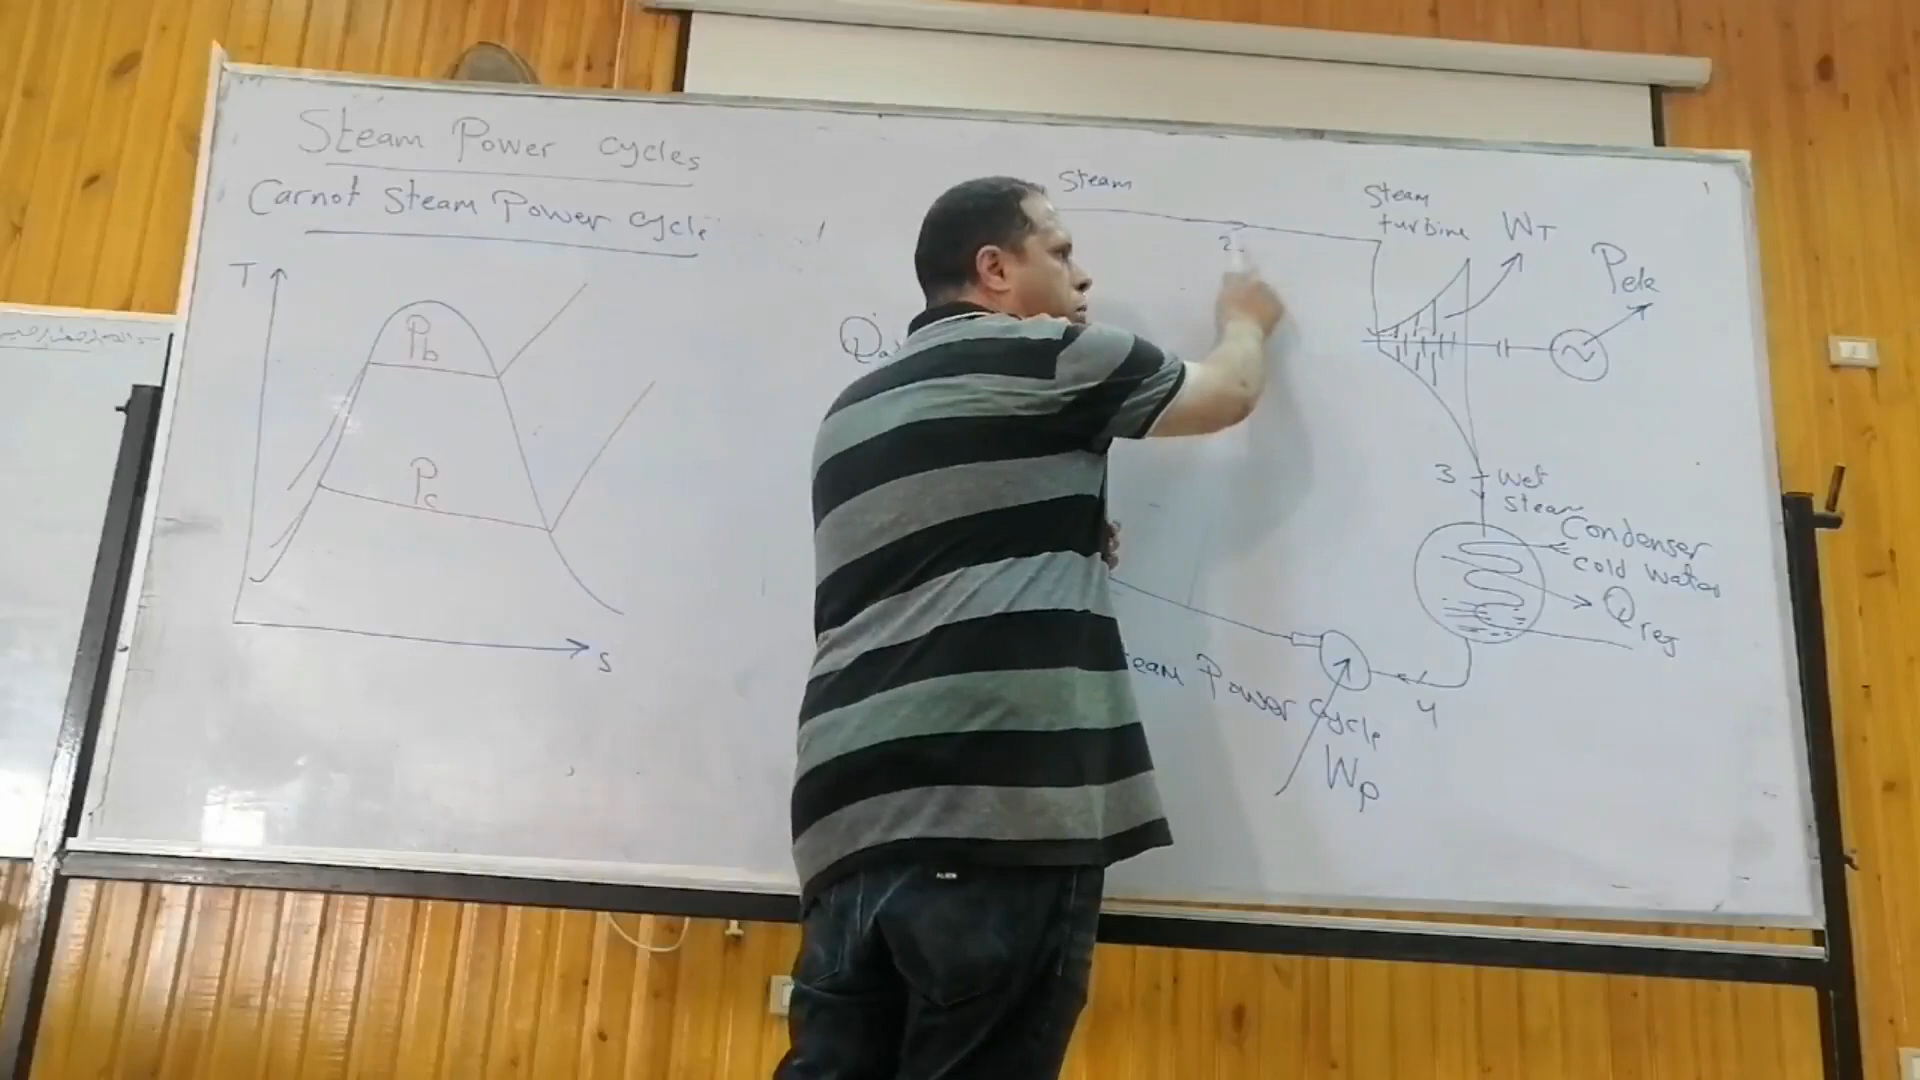 Steam Power cycles
Carnot Steam Power cycle
T
Pb
Pc
s
Steam
2
Steam
turbine
WT
Pele
3
Wet
Steam
Condenser
Cold Water
Qrej
4
Power Cycle
Wp